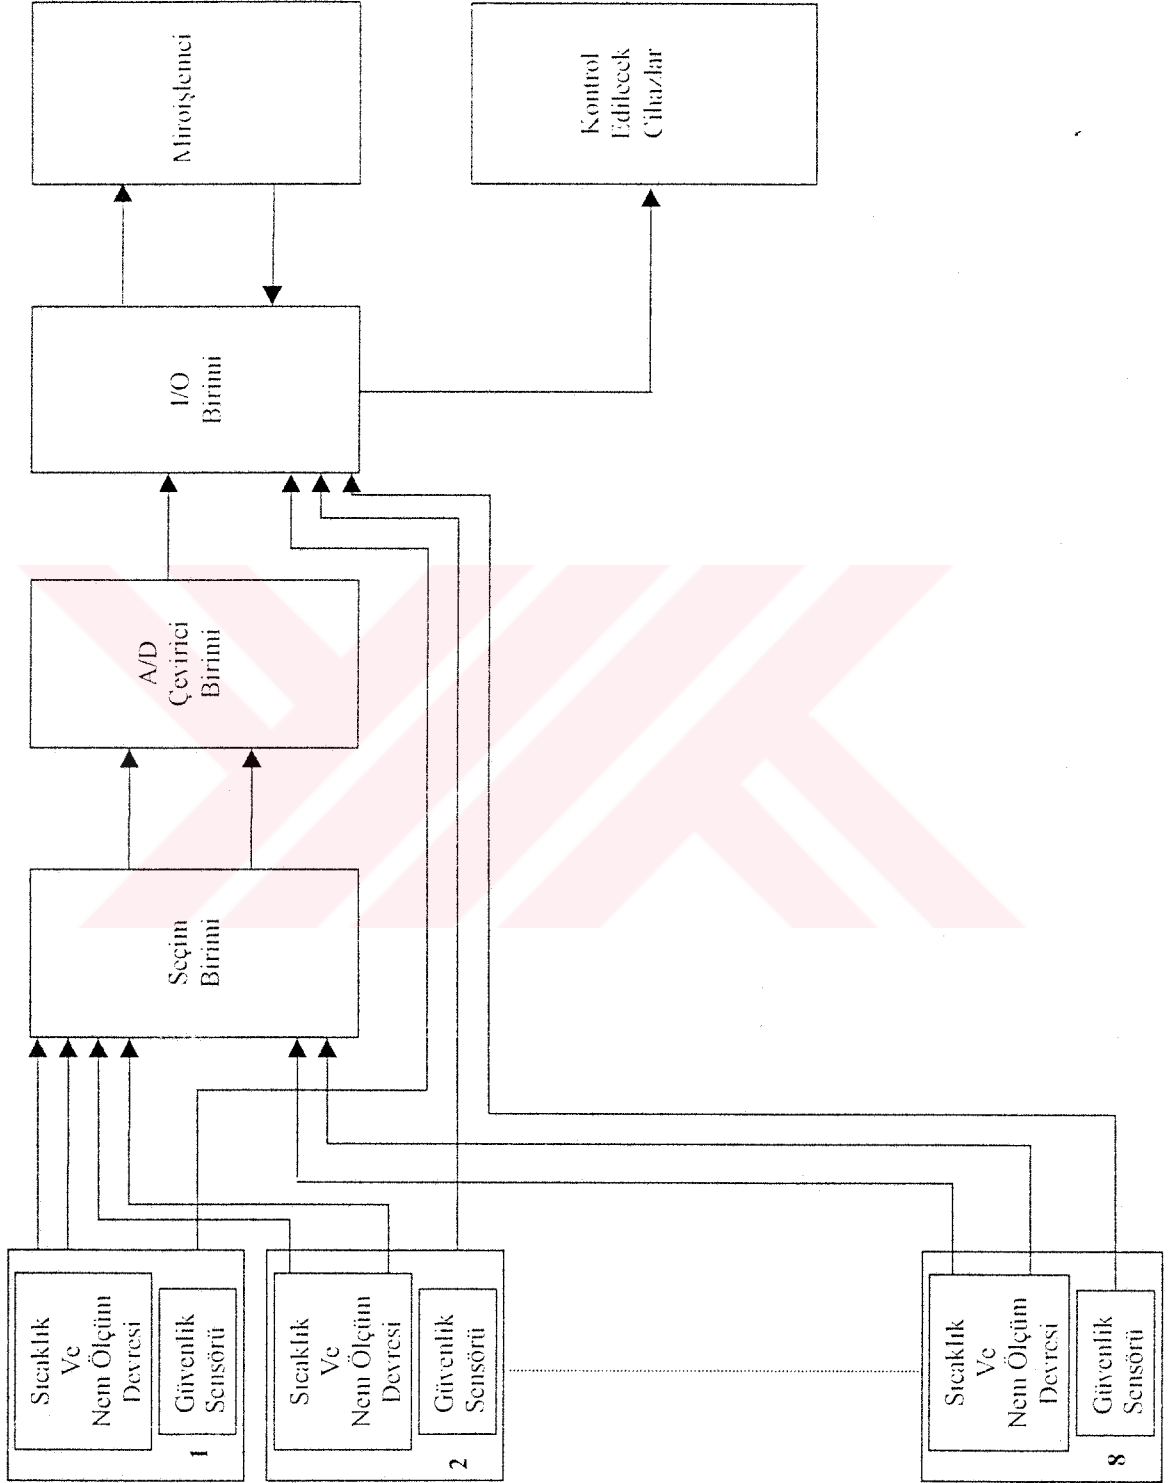 Sıcaklık
Ve
Nem Ölçüm
Devresi
Güvenlik
Sensörü
1
Sıcaklık
Ve
Nem Ölçüm
Devresi
Güvenlik
Sensörü
2
Sıcaklık
Ve
Nem Ölçüm
Devresi
Güvenlik
Sensörü
8
Seçim
Birimi
A/D
Çevirici
Birimi
I/O
Birimi
Miroişlemci
Kontrol
Edilecek
Cihazlar